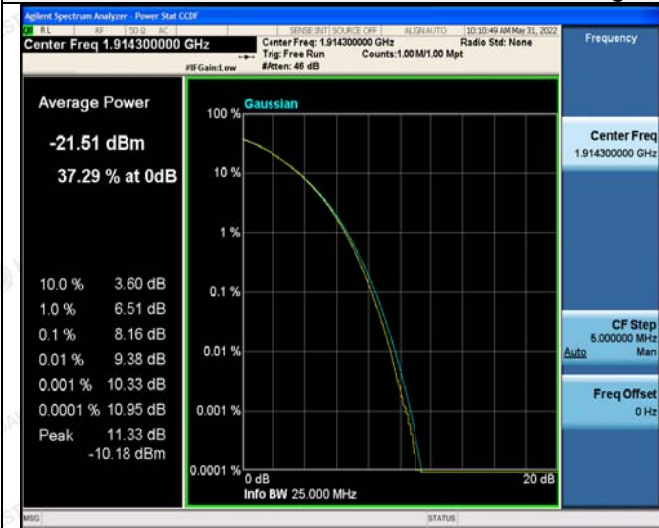 Agilent Spectrum Analyzer - Power Stat CCDF
RL RF 50 Ω AC SENSE:INT SOURCE OFF ALIGN AUTO 10:10:49 AM May 31, 2022
Center Freq 1.914300000 GHz
Center Freq: 1.914300000 GHz Radio Std: None
Trig: Free Run Counts:1.00 M/1.00 Mpt
#IFGain:Low #Atten: 46 dB
Frequency
Average Power
-21.51 dBm
37.29 % at 0dB
10.0 % 3.60 dB
1.0 % 6.51 dB
0.1 % 8.16 dB
0.01 % 9.38 dB
0.001 % 10.33 dB
0.0001 % 10.95 dB
Peak 11.33 dB
-10.18 dBm
Gaussian
100 %
10 %
1 %
0.1 %
0.01 %
0.001 %
0.0001 %
0 dB 20 dB
Info BW 25.000 MHz
Center Freq
1.914300000 GHz
CF Step
5.000000 MHz
Auto Man
Freq Offset
0 Hz
MSG STATUS